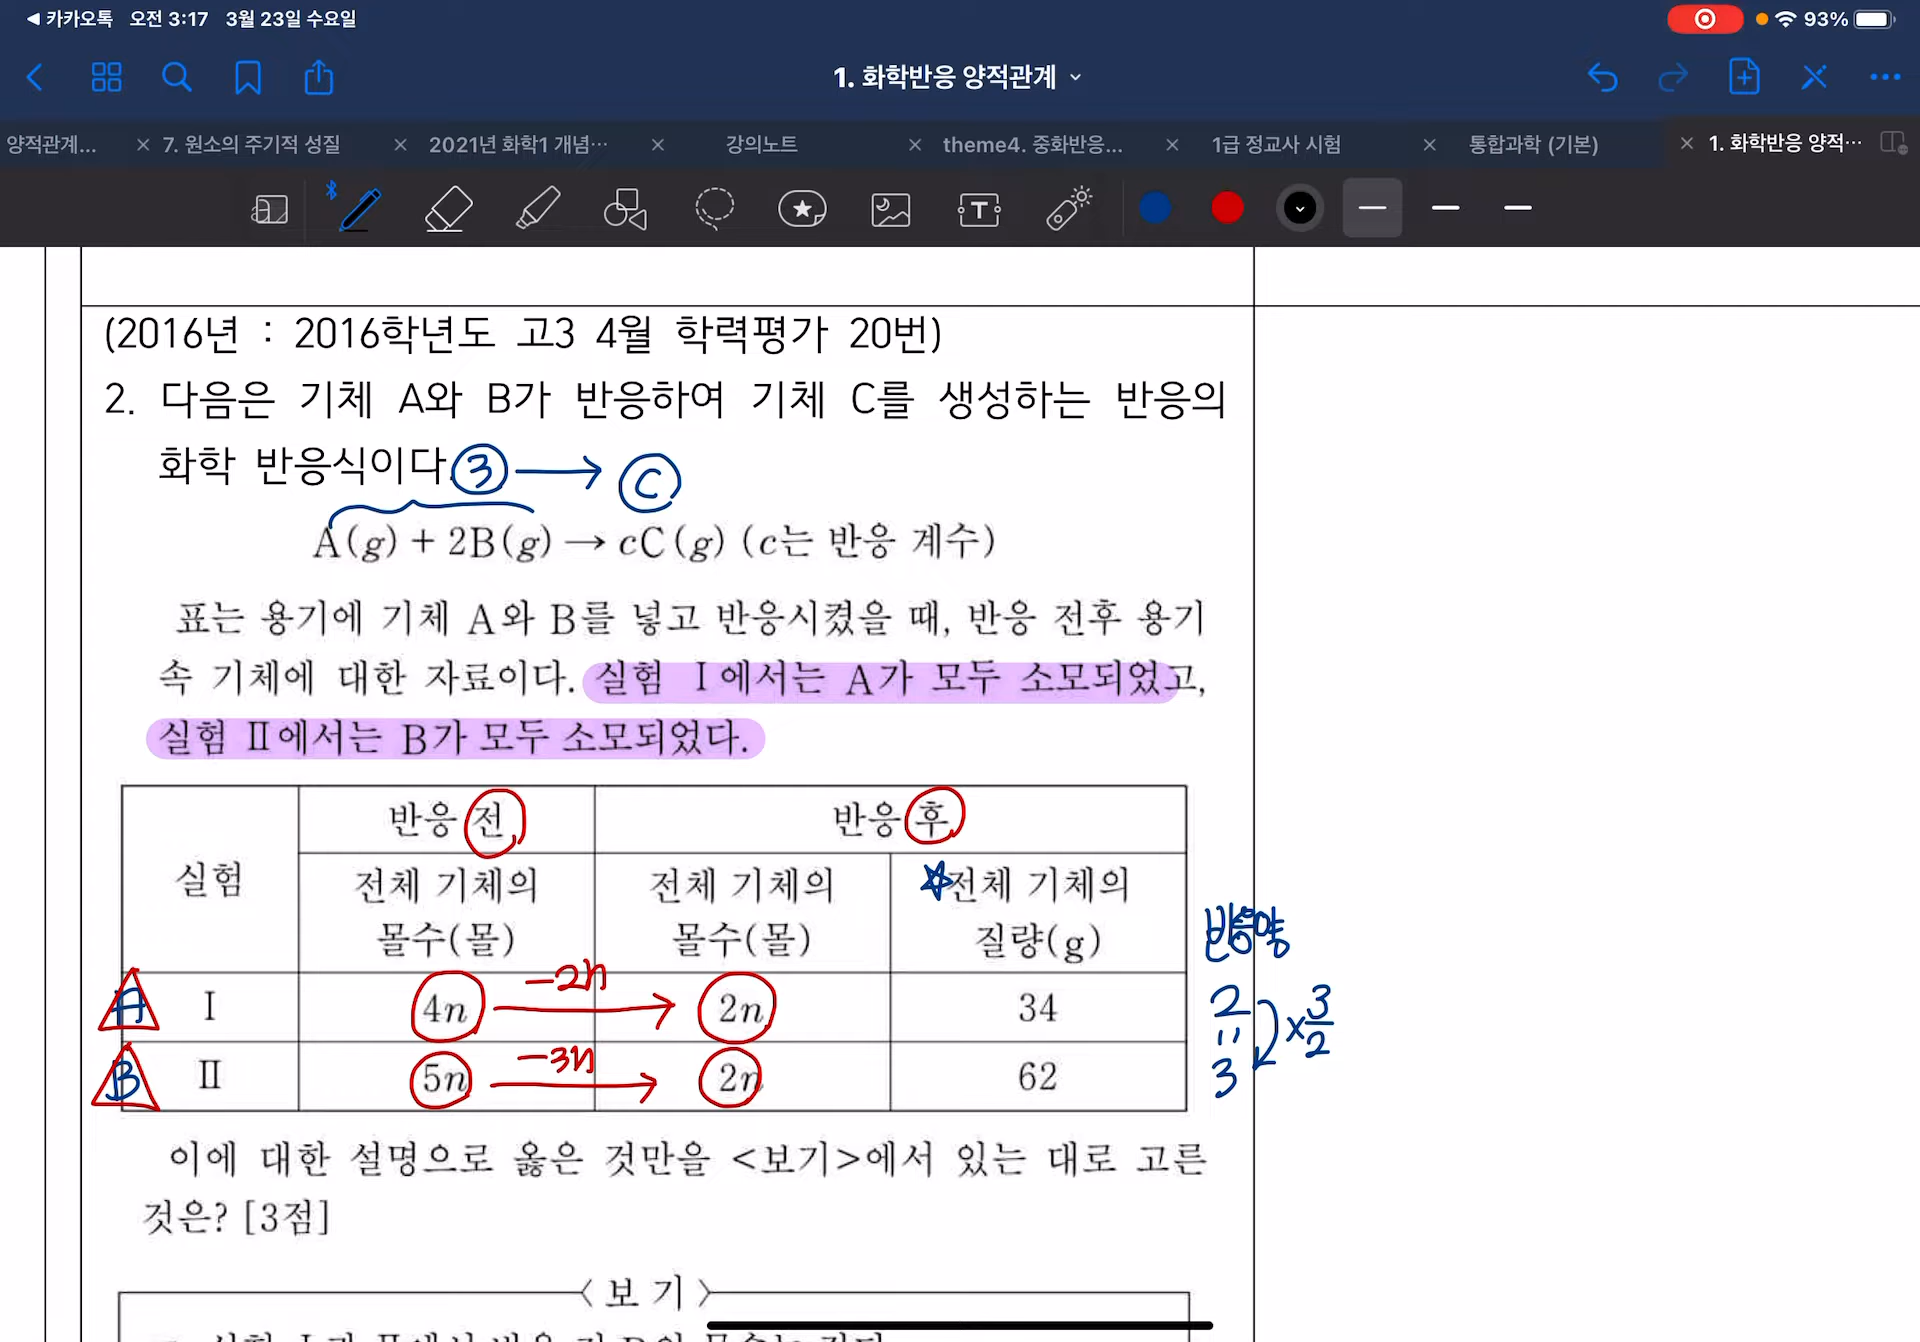 ◀ 카카오톡 오전 3:17 3월 23일 수요일 93%
1. 화학반응 양적관계
양적관계... × 7. 원소의 주기적 성질 × 2021년 화학1 개념... × 강의노트 × theme4. 중화반응... × 1급 정교사 시험 × 통합과학 (기본) × 1. 화학반응 양적...
(2016년 : 2016학년도 고3 4월 학력평가 20번)
2. 다음은 기체 A와 B가 반응하여 기체 C를 생성하는 반응의
화학 반응식이다
3 → C
A(g) + 2B(g) → cC(g) (c는 반응 계수)
표는 용기에 기체 A와 B를 넣고 반응시켰을 때, 반응 전후 용기
속 기체에 대한 자료이다. 실험 Ⅰ에서는 A가 모두 소모되었고,
실험 Ⅱ에서는 B가 모두 소모되었다.
실험 반응 전 반응 후
전체 기체의 몰수(몰) 전체 기체의 몰수(몰) ☆전체 기체의 질량(g) 반응양
A Ⅰ 4n -2n → 2n 34 2
B Ⅱ 5n -3n → 2n 62 3
×3/2
이에 대한 설명으로 옳은 것만을 <보기>에서 있는 대로 고른
것은? [3점]
<보 기>